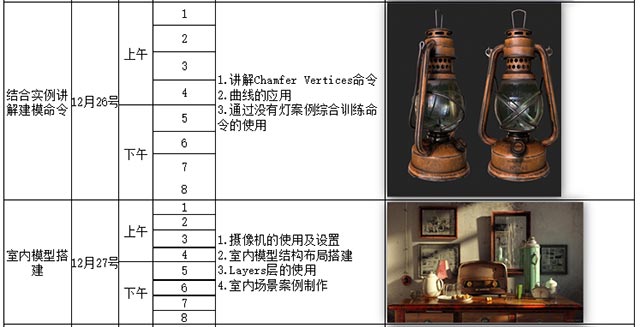 结合实例讲
解建模命令
12月26号
上午
1
2
3
4
下午
5
6
7
8
1.讲解Chamfer Vertices命令
2.曲线的应用
3.通过没有灯案例综合训练命
令的使用
室内模型搭
建
12月27号
上午
1
2
3
4
下午
5
6
7
8
1.摄像机的使用及设置
2.室内模型结构布局搭建
3.Layers层的使用
4.室内场景案例制作